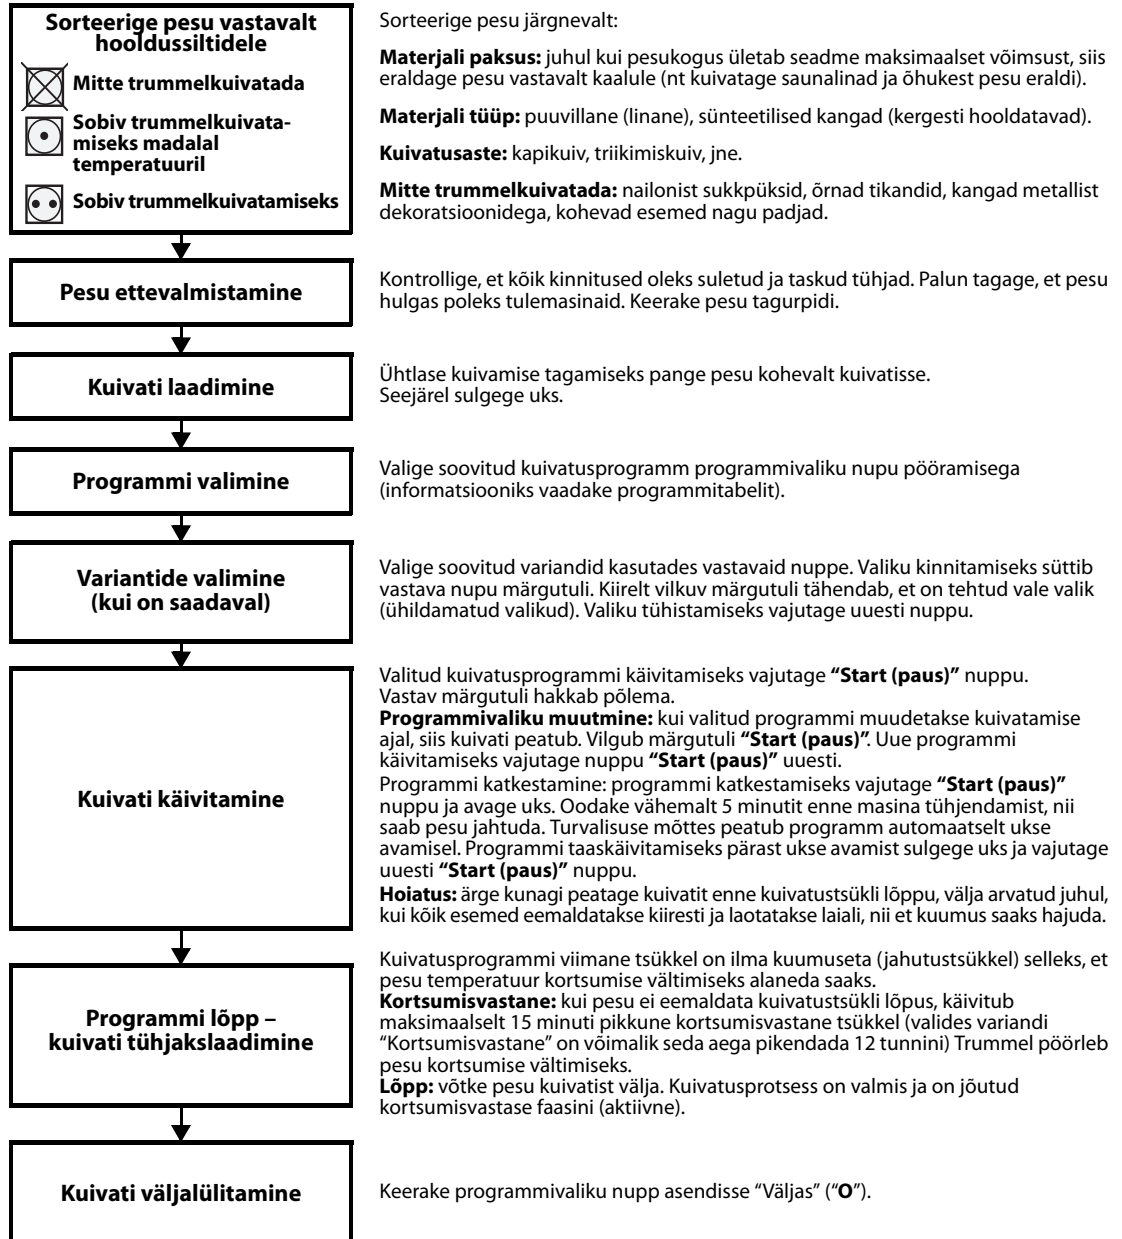 Sorteerige pesu vastavalt
hooldussiltidele
Mitte trummelkuivatada
Sobiv trummelkuivata-
miseks madalal
temperatuuril
Sobiv trummelkuivatamiseks
Sorteerige pesu järgnevalt:
Materjali paksus: juhul kui pesukogus ületab seadme maksimaalset võimsust, siis
eraldage pesu vastavalt kaalule (nt kuivatage saunalinad ja õhukest pesu eraldi).
Materjali tüüp: puuvillane (linane), sünteetilised kangad (kergesti hooldatavad).
Kuivatusaste: kapikuiv, triikimiskuiv, jne.
Mitte trummelkuivatada: nailonist sukkpüksid, õrnad tikandid, kangad metallist
dekoratsioonidega, kohevad esemed nagu padjad.
Pesu ettevalmistamine
Kontrollige, et kõik kinnitused oleks suletud ja taskud tühjad. Palun tagage, et pesu
hulgas poleks tulemasinaid. Keerake pesu tagurpidi.
Kuivati laadimine
Ühtlase kuivamise tagamiseks pange pesu kohevalt kuivatisse.
Seejärel sulgege uks.
Programmi valimine
Valige soovitud kuivatusprogramm programmivaliku nupu pööramisega
(informatsiooniks vaadake programmitabelit).
Variantide valimine
(kui on saadaval)
Valige soovitud variandid kasutades vastavaid nuppe. Valiku kinnitamiseks süttib
vastava nupu märgutuli. Kiirelt vilkuv märgutuli tähendab, et on tehtud vale valik
(ühildamatud valikud). Valiku tühistamiseks vajutage uuesti nuppu.
Kuivati käivitamine
Valitud kuivatusprogrammi käivitamiseks vajutage “Start (paus)” nuppu.
Vastav märgutuli hakkab põlema.
Programmivaliku muutmine: kui valitud programmi muudetakse kuivatamise
ajal, siis kuivati peatub. Vilgub märgutuli “Start (paus)”. Uue programmi
käivitamiseks vajutage nuppu “Start (paus)” uuesti.
Programmi katkestamine: programmi katkestamiseks vajutage “Start (paus)”
nuppu ja avage uks. Oodake vähemalt 5 minutit enne masina tühjendamist, nii
saab pesu jahtuda. Turvalisuse mõttes peatub programm automaatselt ukse
avamisel. Programmi taaskäivitamiseks pärast ukse avamist sulgege uks ja vajutage
uuesti “Start (paus)” nuppu.
Hoiatus: ärge kunagi peatage kuivatit enne kuivatustsükli lõppu, välja arvatud juhul,
kui kõik esemed eemaldatakse kiiresti ja laotatakse laiali, nii et kuumus saaks hajuda.
Programmi lõpp –
kuivati tühjakslaadimine
Kuivatusprogrammi viimane tsükkel on ilma kuumuseta (jahutustsükkel) selleks, et
pesu temperatuur kortsumise vältimiseks alaneda saaks.
Kortsumisvastane: kui pesu ei eemaldata kuivatustsükli lõpus, käivitub
maksimaalselt 15 minuti pikkune kortsumisvastane tsükkel (valides variandi
“Kortsumisvastane” on võimalik seda aega pikendada 12 tunnini) Trummel pöörleb
pesu kortsumise vältimiseks.
Lõpp: võtke pesu kuivatist välja. Kuivatusprotsess on valmis ja on jõutud
kortsumisvastase faasini (aktiivne).
Kuivati väljalülitamine
Keerake programmivaliku nupp asendisse “Väljas” (“O”).